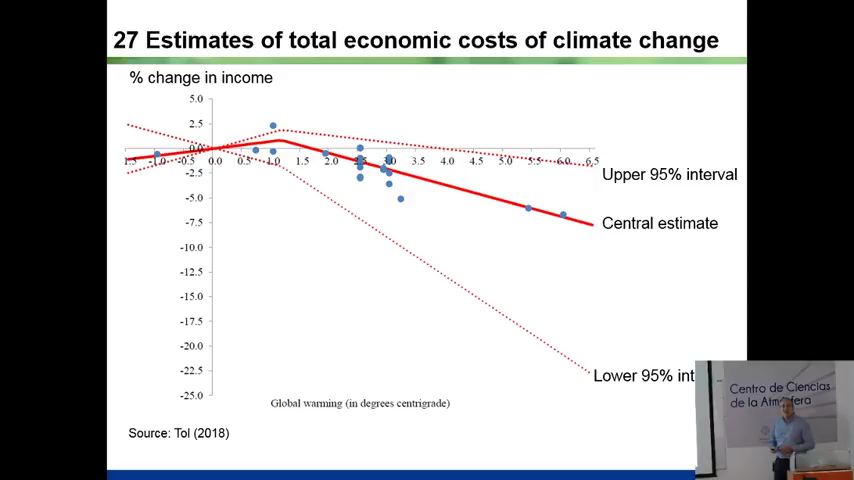 27 Estimates of total economic costs of climate change
% change in income
5.0
2.5
0.0
-1.5 -1.0 -0.5 0.0 0.5 1.0 1.5 2.0 2.5 3.0 3.5 4.0 4.5 5.0 5.5 6.0 6.5
-2.5
-5.0
-7.5
-10.0
-12.5
-15.0
-17.5
-20.0
-22.5
-25.0
Upper 95% interval
Central estimate
Lower 95% int
Global warming (in degrees centrigrade)
Source: Tol (2018)
Centro de Ciencias
de la Atmósfera